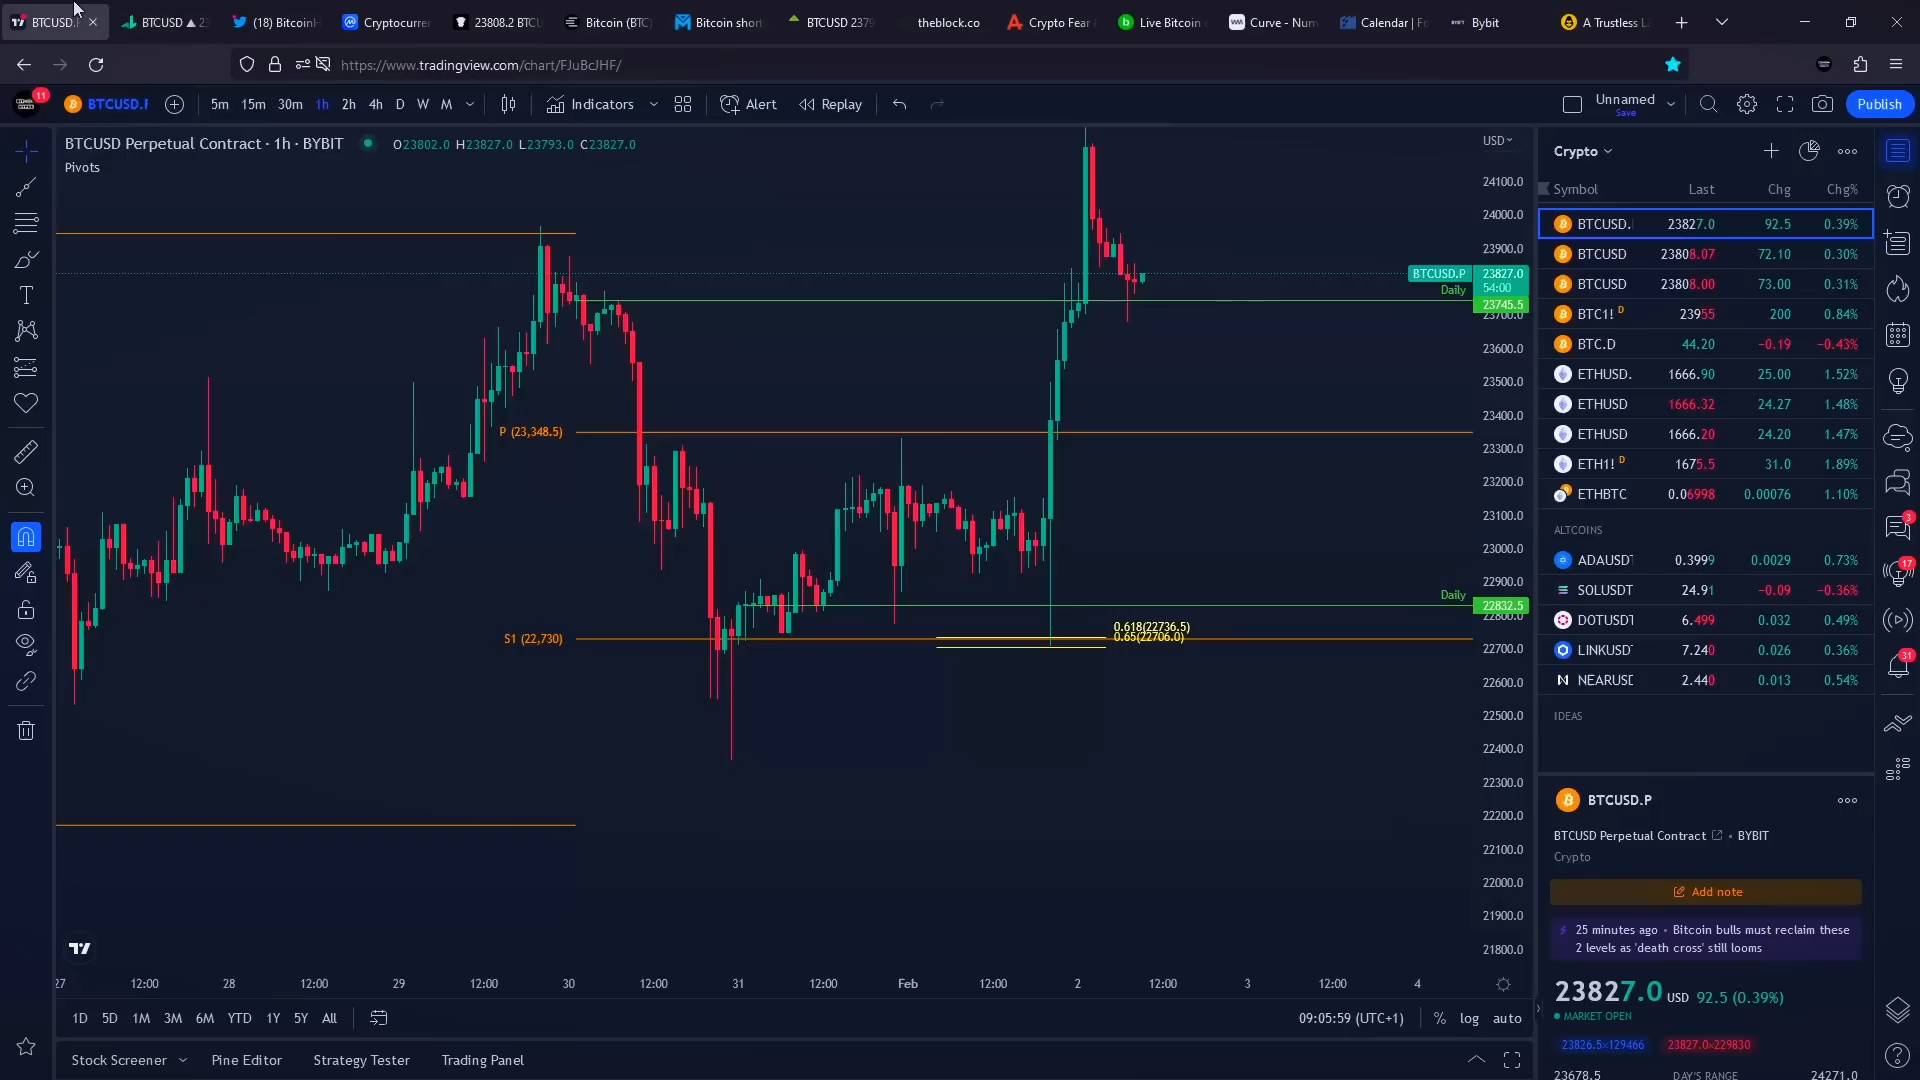 BTCUSD.
BTCUSD ▲ 2
(18) BitcoinH
Cryptocurrer
23808.2 BTCU
Bitcoin (BTC)
Bitcoin short
BTCUSD 2379
theblock.co
Crypto Fear
Live Bitcoin
Curve - Num
Calendar | Fo
Bybit
A Trustless L
https://www.tradingview.com/chart/FJuBcJHF/
11
BTCUSD.F
5m
15m
30m
1h
2h
4h
D
W
M
Indicators
Alert
Replay
Unnamed
Save
Publish
BTCUSD Perpetual Contract · 1h · BYBIT
O23802.0 H23827.0 L23793.0 C23827.0
Pivots
USD
24100.0
24000.0
23900.0
BTCUSD.P 23827.0
54:00
Daily 23745.5
23700.0
23600.0
23500.0
23400.0
P (23,348.5)
23300.0
23200.0
23100.0
23000.0
22900.0
Daily 22832.5
22800.0
0.618(22736.5)
0.65(22706.0)
S1 (22,730)
22700.0
22600.0
22500.0
22400.0
22300.0
22200.0
22100.0
22000.0
21900.0
21800.0
27 12:00 28 12:00 29 12:00 30 12:00 31 12:00 Feb 12:00 2 12:00 3 12:00 4
1D 5D 1M 3M 6M YTD 1Y 5Y All
09:05:59 (UTC+1) % log auto
Stock Screener Pine Editor Strategy Tester Trading Panel
Crypto
Symbol Last Chg Chg%
BTCUSD. 23827.0 92.5 0.39%
BTCUSD 23808.07 72.10 0.30%
BTCUSD 23808.00 73.00 0.31%
BTC1! D 23955 200 0.84%
BTC.D 44.20 −0.19 −0.43%
ETHUSD. 1666.90 25.00 1.52%
ETHUSD 1666.32 24.27 1.48%
ETHUSD 1666.20 24.20 1.47%
ETH1! D 1675.5 31.0 1.89%
ETHBTC 0.06998 0.00076 1.10%
ALTCOINS
ADAUSDT 0.3999 0.0029 0.73%
SOLUSDT 24.91 −0.09 −0.36%
DOTUSDT 6.499 0.032 0.49%
LINKUSDT 7.240 0.026 0.36%
NEARUSD 2.440 0.013 0.54%
IDEAS
BTCUSD.P
BTCUSD Perpetual Contract • BYBIT
Crypto
Add note
25 minutes ago • Bitcoin bulls must reclaim these
2 levels as 'death cross' still looms
23827.0 USD 92.5 (0.39%)
MARKET OPEN
23826.5×129466 23827.0×229830
23678.5 DAY'S RANGE 24271.0
3
17
31